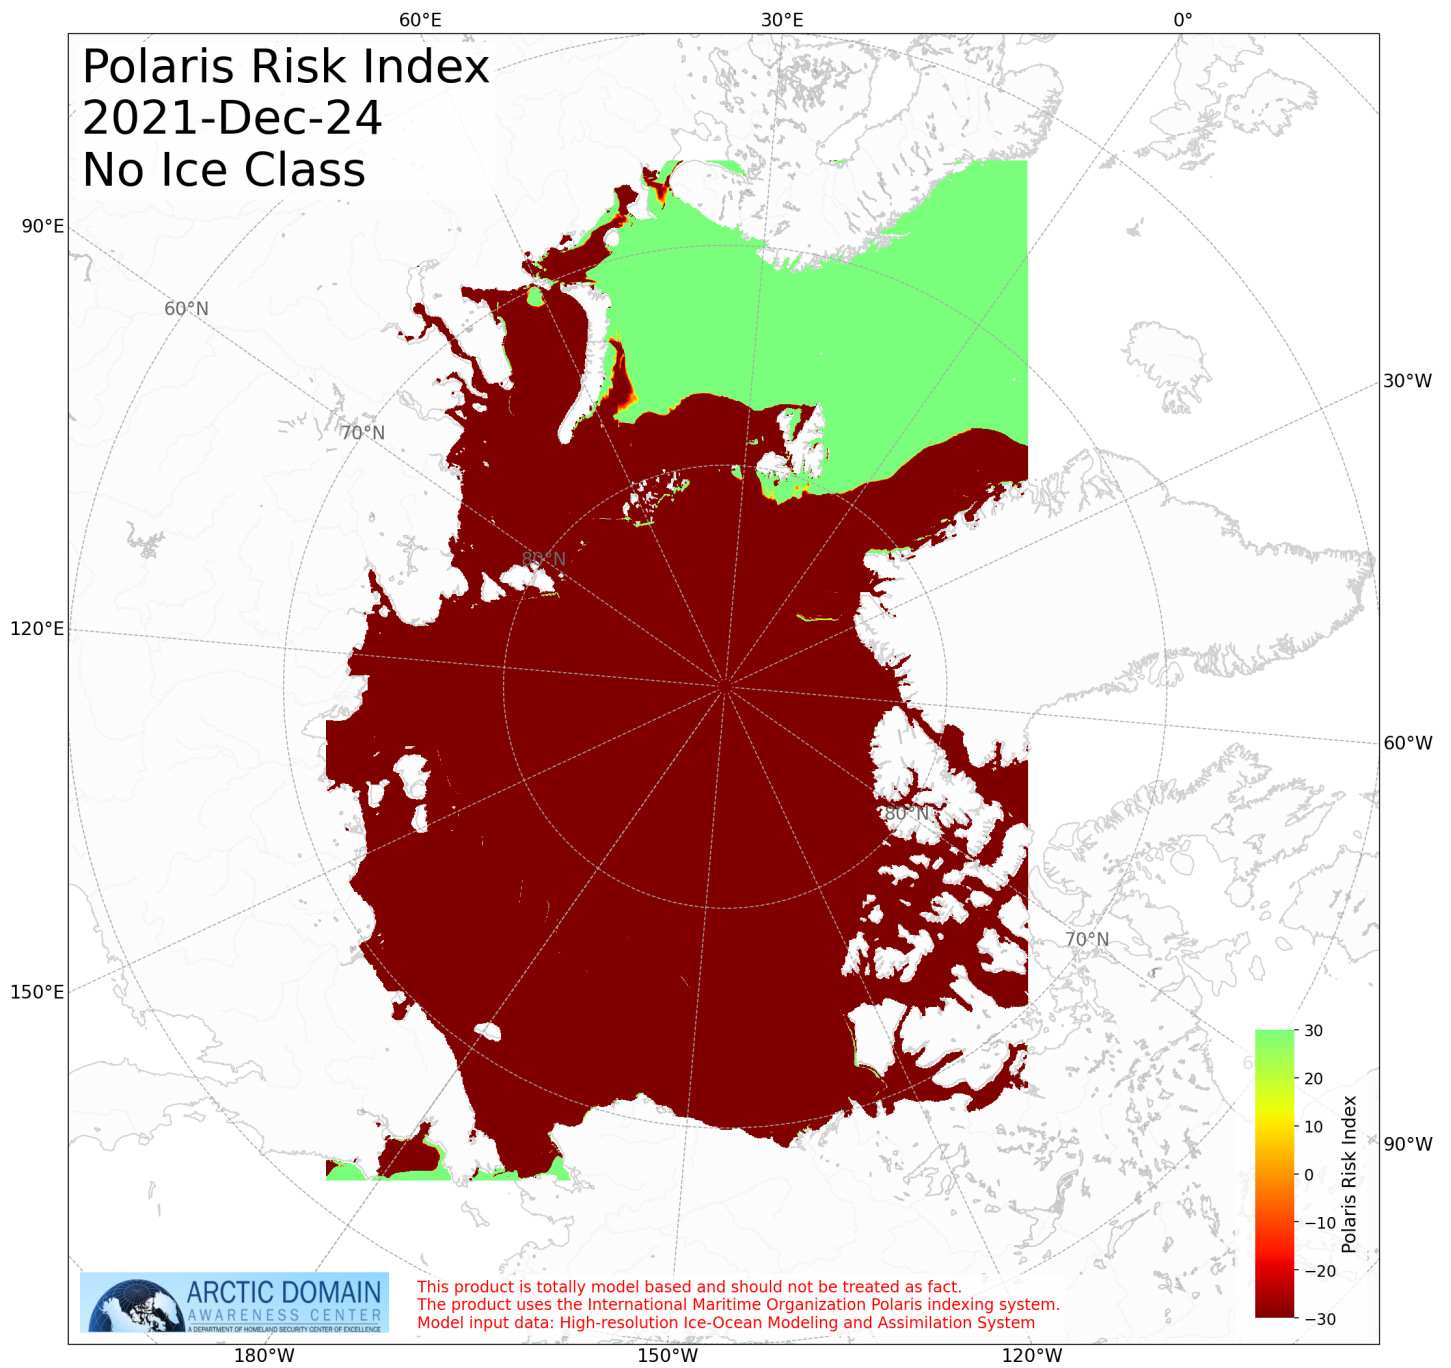 60°E 30°E 0°
Polaris Risk Index
2021-Dec-24
No Ice Class
90°E
60°N
30°W
70°N
80°N
120°E
60°W
80°N
70°N
150°E
30
20
10
0
−10
−20
−30
Polaris Risk Index
90°W
ARCTIC DOMAIN
AWARENESS CENTER
A DEPARTMENT OF HOMELAND SECURITY CENTER OF EXCELLENCE
This product is totally model based and should not be treated as fact.
The product uses the International Maritime Organization Polaris indexing system.
Model input data: High-resolution Ice-Ocean Modeling and Assimilation System
180°W 150°W 120°W